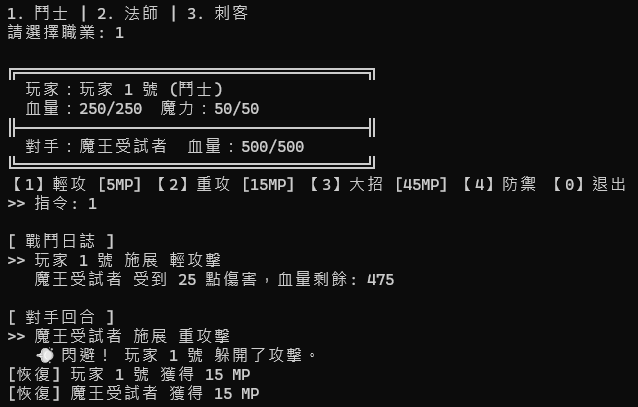 1. 鬥士 | 2. 法師 | 3. 刺客
請選擇職業: 1
玩家：玩家 1 號 (鬥士)
血量：250/250 魔力：50/50
對手：魔王受試者 血量：500/500
【1】輕攻 [5MP] 【2】重攻 [15MP] 【3】大招 [45MP] 【4】防禦 【0】退出
>> 指令: 1
[ 戰鬥日誌 ]
>> 玩家 1 號 施展 輕攻擊
魔王受試者 受到 25 點傷害，血量剩餘: 475
[ 對手回合 ]
>> 魔王受試者 施展 重攻擊
💨 閃避！ 玩家 1 號 躲開了攻擊。
[恢復] 玩家 1 號 獲得 15 MP
[恢復] 魔王受試者 獲得 15 MP